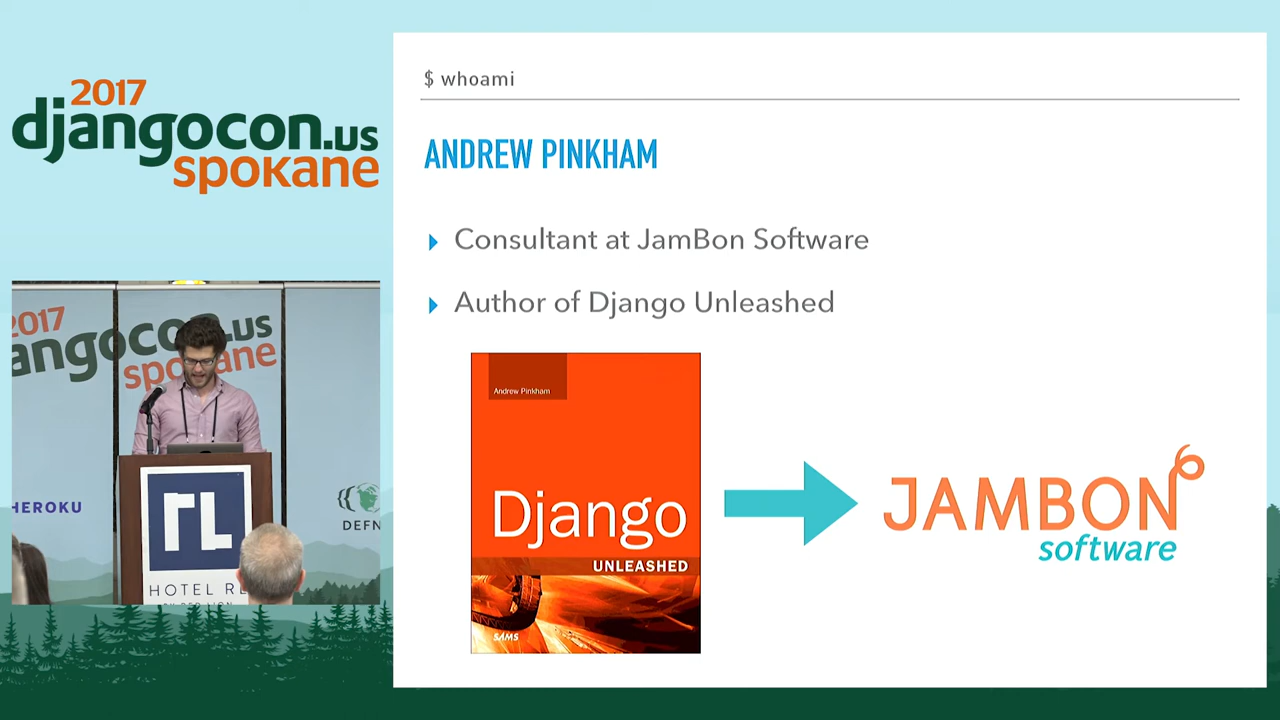 2017
djangocon.us
spokane
$ whoami
ANDREW PINKHAM
Consultant at JamBon Software
Author of Django Unleashed
Andrew Pinkham
Django
UNLEASHED
SAMS
JAMBON
software
2017
angocon.us
spokane
HEROKU
DEFN
HOTEL RL